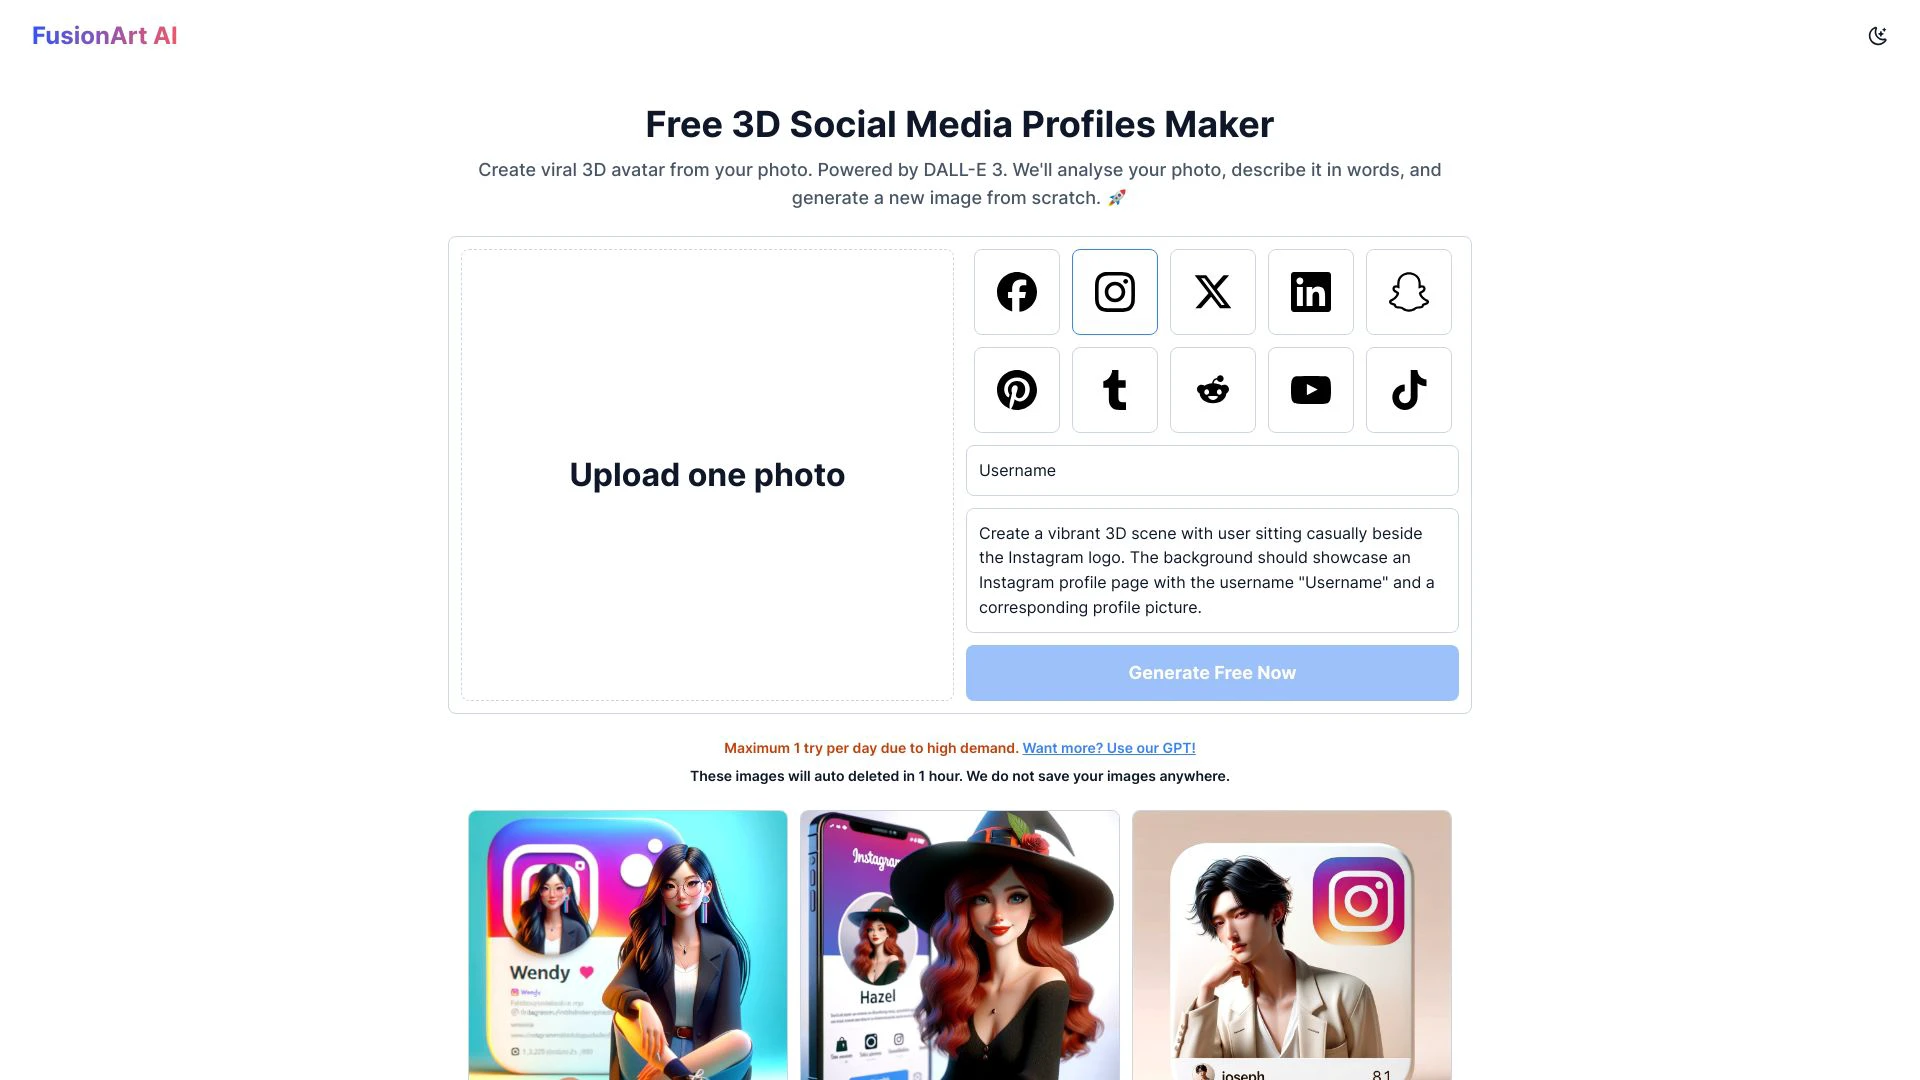 FusionArt AI
Free 3D Social Media Profiles Maker
Create viral 3D avatar from your photo. Powered by DALL-E 3. We'll analyse your photo, describe it in words, and
generate a new image from scratch. 🚀
Upload one photo
Username
Create a vibrant 3D scene with user sitting casually beside
the Instagram logo. The background should showcase an
Instagram profile page with the username "Username" and a
corresponding profile picture.
Generate Free Now
Maximum 1 try per day due to high demand. Want more? Use our GPT!
These images will auto deleted in 1 hour. We do not save your images anywhere.
Wendy
Wendy
Hazel
joseph
81